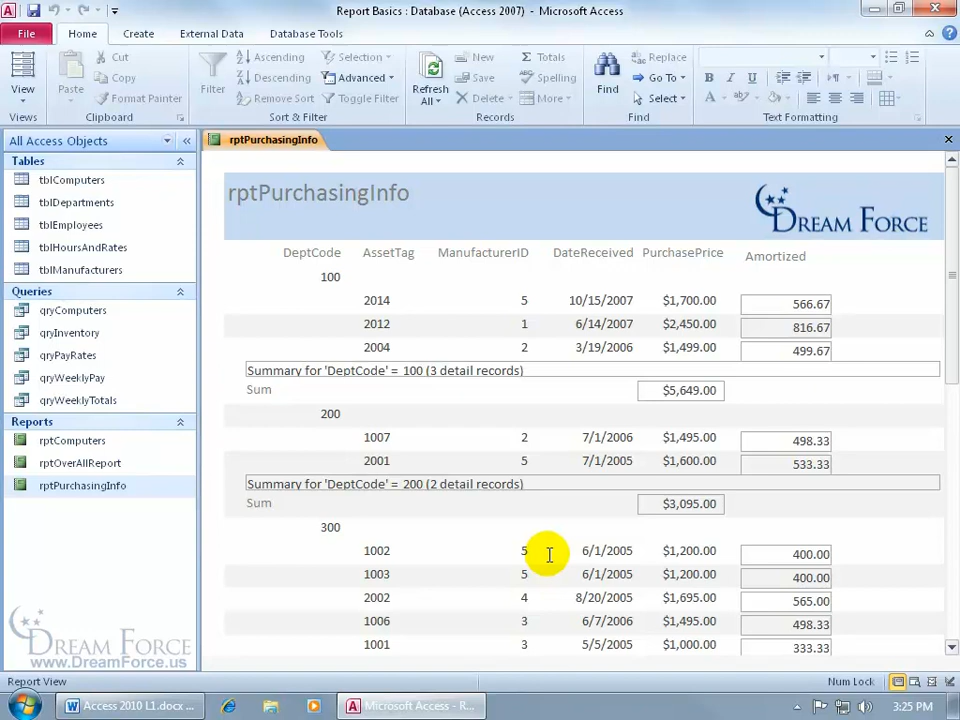 Report Basics : Database (Access 2007) - Microsoft Access
File Home Create External Data Database Tools
View
Views
Paste
Cut
Copy
Format Painter
Clipboard
Filter
Ascending
Descending
Remove Sort
Selection
Advanced
Toggle Filter
Sort & Filter
Refresh
All
New
Save
Delete
Totals
Spelling
More
Records
Find
Replace
Go To
Select
Find
B I U
A ab
Text Formatting
All Access Objects
Tables
tblComputers
tblDepartments
tblEmployees
tblHoursAndRates
tblManufacturers
Queries
qryComputers
qryInventory
qryPayRates
qryWeeklyPay
qryWeeklyTotals
Reports
rptComputers
rptOverAllReport
rptPurchasingInfo
DREAM FORCE
www.DreamForce.us
rptPurchasingInfo
rptPurchasingInfo
DREAM FORCE
DeptCode AssetTag ManufacturerID DateReceived PurchasePrice Amortized
100
2014 5 10/15/2007 $1,700.00 566.67
2012 1 6/14/2007 $2,450.00 816.67
2004 2 3/19/2006 $1,499.00 499.67
Summary for 'DeptCode' = 100 (3 detail records)
Sum $5,649.00
200
1007 2 7/1/2006 $1,495.00 498.33
2001 5 7/1/2006 $1,600.00 533.33
Summary for 'DeptCode' = 200 (2 detail records)
Sum $3,095.00
300
1002 5 6/1/2005 $1,200.00 400.00
1003 5 6/1/2005 $1,200.00 400.00
2002 4 8/20/2005 $1,695.00 565.00
1006 3 6/7/2006 $1,495.00 498.33
1001 3 5/5/2005 $1,000.00 333.33
Report View Num Lock
Access 2010 L1.docx ... Microsoft Access - R... 3:25 PM